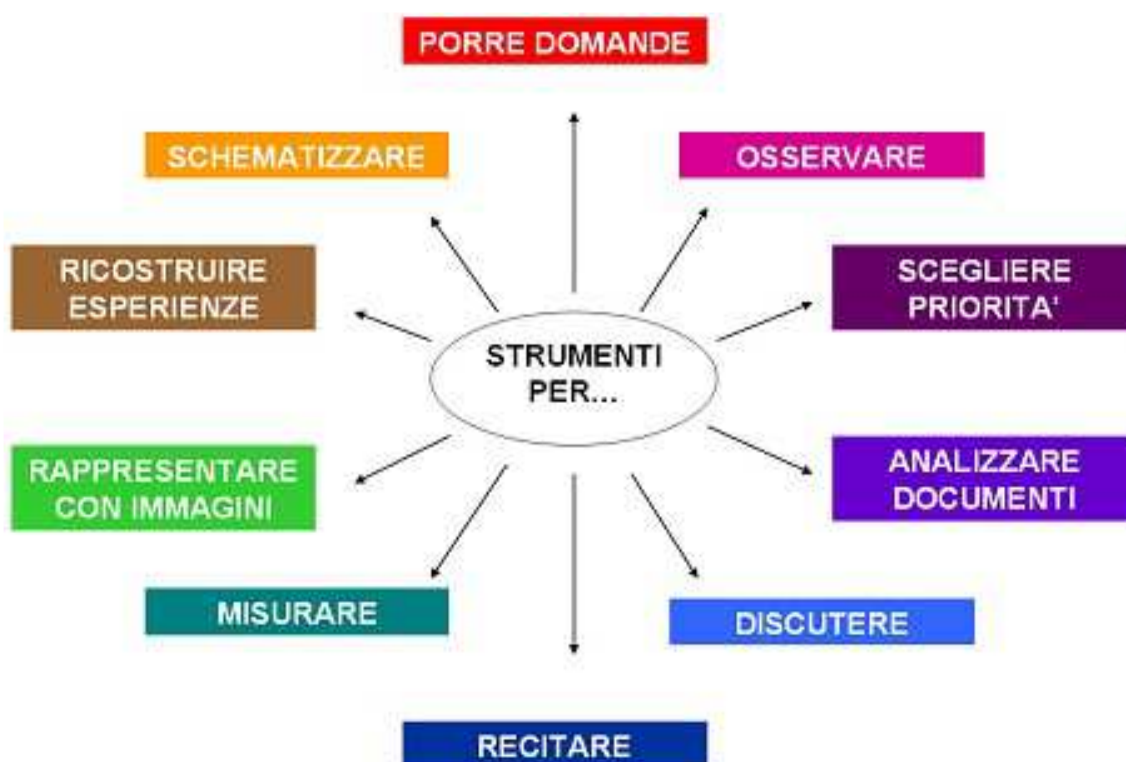 PORRE DOMANDE
SCHEMATIZZARE
OSSERVARE
RICOSTRUIRE
ESPERIENZE
SCEGLIERE
PRIORITA'
STRUMENTI
PER...
RAPPRESENTARE
CON IMMAGINI
ANALIZZARE
DOCUMENTI
MISURARE
DISCUTERE
RECITARE